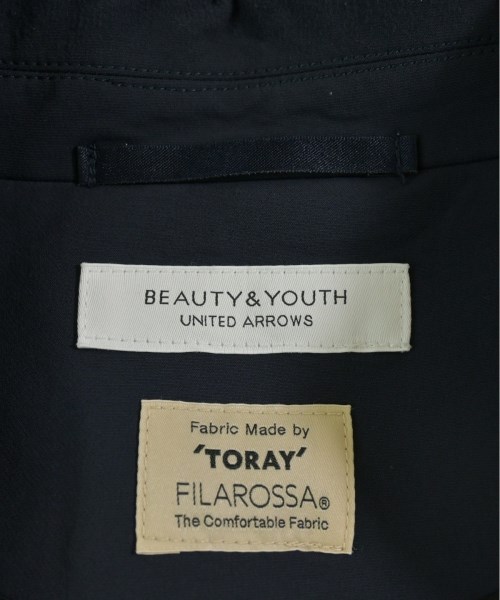 BEAUTY&YOUTH
UNITED ARROWS
Fabric Made by
'TORAY'
FILAROSSA®
The Comfortable Fabric